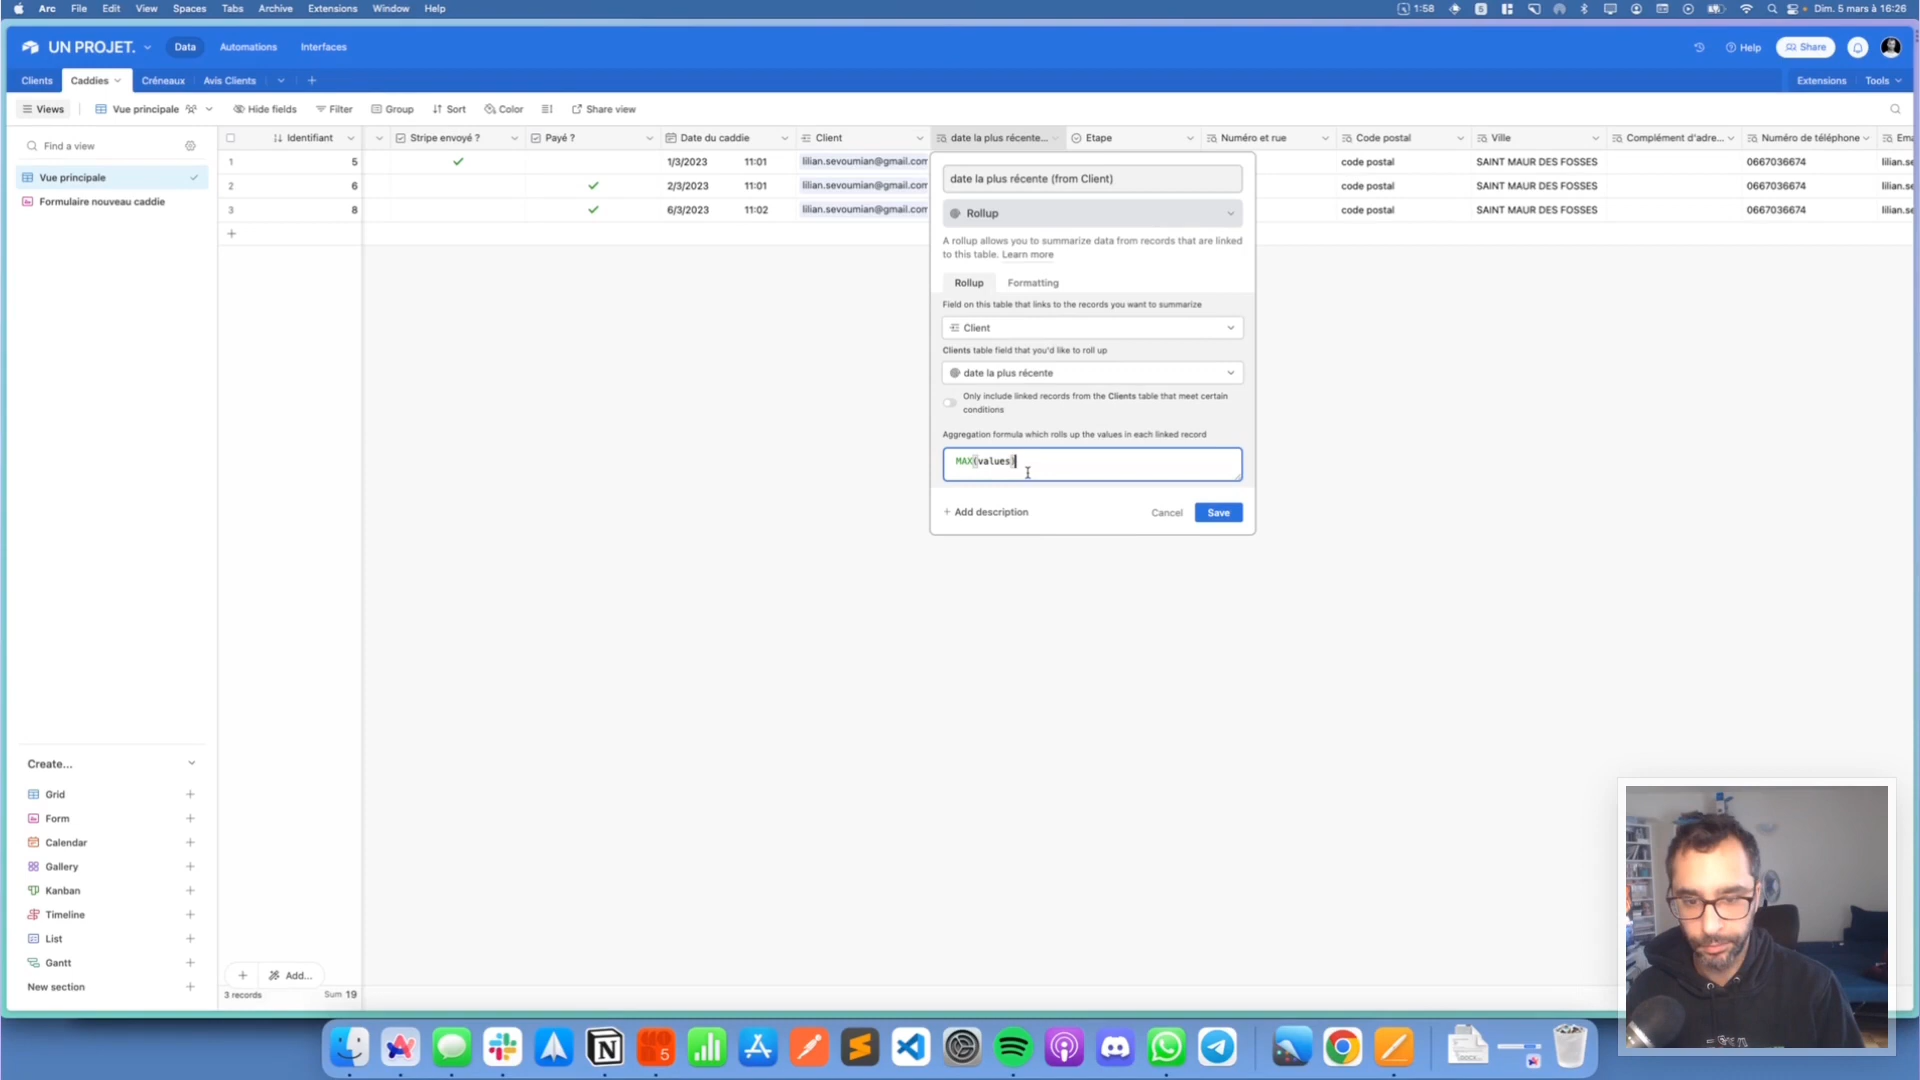 Arc File Edit View Spaces Tabs Archive Extensions Window Help 1:58 Dim. 5 mars à 16:26
UN PROJET. Data Automations Interfaces Help Share
Clients Caddies Créneaux Avis Clients Extensions Tools
Views Vue principale Hide fields Filter Group Sort Color Share view
Find a view
Vue principale
Formulaire nouveau caddie
Identifiant Stripe envoyé ? Payé ? Date du caddie Client date la plus récente... Etape Numéro et rue Code postal Ville Complément d'adre... Numéro de téléphone Ema
1 5 1/3/2023 11:01 lilian.sevoumian@gmail.com code postal SAINT MAUR DES FOSSES 0667036674 lilian.se
2 6 2/3/2023 11:01 lilian.sevoumian@gmail.com code postal SAINT MAUR DES FOSSES 0667036674 lilian.se
3 8 6/3/2023 11:02 lilian.sevoumian@gmail.com code postal SAINT MAUR DES FOSSES 0667036674 lilian.se
date la plus récente (from Client)
Rollup
A rollup allows you to summarize data from records that are linked
to this table. Learn more
Rollup Formatting
Field on this table that links to the records you want to summarize
Client
Clients table field that you'd like to roll up
date la plus récente
Only include linked records from the Clients table that meet certain
conditions
Aggregation formula which rolls up the values in each linked record
MAX(values)
+ Add description Cancel Save
Create...
Grid
Form
Calendar
Gallery
Kanban
Timeline
List
Gantt
New section
Add...
3 records Sum 19
5